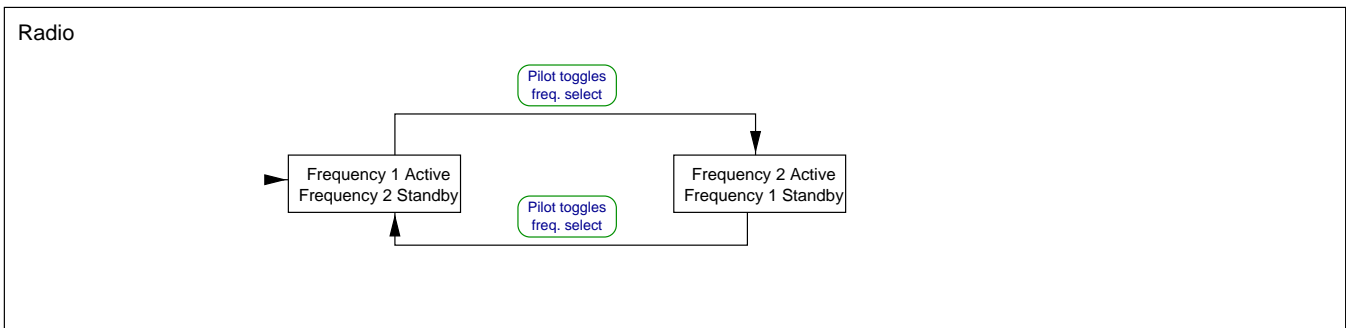 Radio
Pilot toggles
freq. select
Frequency 1 Active
Frequency 2 Standby
Frequency 2 Active
Frequency 1 Standby
Pilot toggles
freq. select